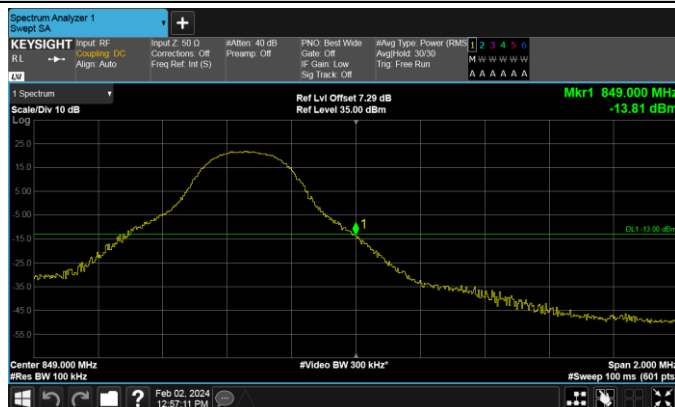 Spectrum Analyzer 1
Swept SA
+
KEYSIGHT Input: RF Input Z: 50 Ω #Atten: 40 dB PNO: Best Wide #Avg Type: Power (RMS 1 2 3 4 5 6
R L Coupling: DC Corrections: Off Preamp: Off Gate: Off Avg|Hold: 30/30 M W W W W W
Align: Auto Freq Ref: Int (S) IF Gain: Low Trig: Free Run
LXI Sig Track: Off A A A A A A
1 Spectrum Ref Lvl Offset 7.29 dB Mkr1 849.000 MHz
Scale/Div 10 dB Ref Level 35.00 dBm -13.81 dBm
Log
25.0
15.0
5.00
-5.00
1
DL1 -13.00 dBm
-15.0
-25.0
-35.0
-45.0
-55.0
Center 849.000 MHz #Video BW 300 kHz* Span 2.000 MHz
#Res BW 100 kHz #Sweep 100 ms (601 pts
? Feb 02, 2024
12:57:11 PM